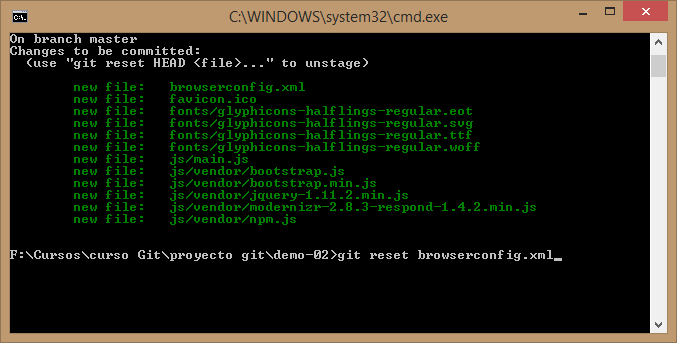 C:\WINDOWS\system32\cmd.exe
On branch master
Changes to be committed:
  (use "git reset HEAD <file>..." to unstage)
        new file:   browserconfig.xml
        new file:   favicon.ico
        new file:   fonts/glyphicons-halflings-regular.eot
        new file:   fonts/glyphicons-halflings-regular.svg
        new file:   fonts/glyphicons-halflings-regular.ttf
        new file:   fonts/glyphicons-halflings-regular.woff
        new file:   js/main.js
        new file:   js/vendor/bootstrap.js
        new file:   js/vendor/bootstrap.min.js
        new file:   js/vendor/jquery-1.11.2.min.js
        new file:   js/vendor/modernizr-2.8.3-respond-1.4.2.min.js
        new file:   js/vendor/npm.js
F:\Cursos\curso Git\proyecto git\demo-02>git reset browserconfig.xml